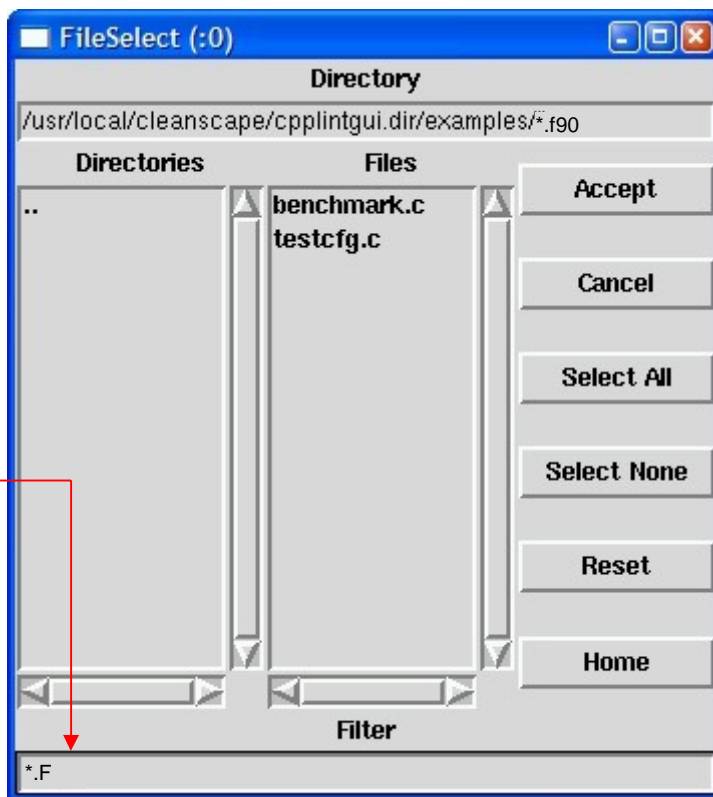 FileSelect (:0)
Directory
/usr/local/cleanscape/cpplintgui.dir/examples/*.f90
Directories
Files
..
benchmark.c
testcfg.c
Accept
Cancel
Select All
Select None
Reset
Home
Filter
*.F